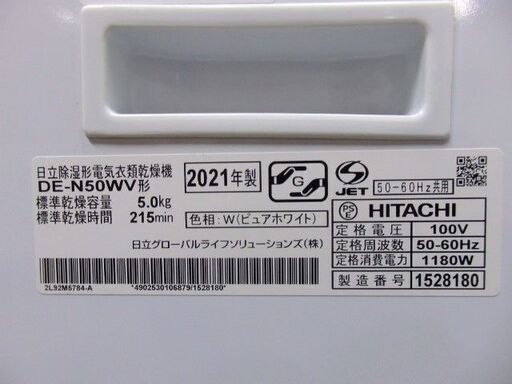 日立除湿形電気衣類乾燥機
DE-N50WV形
標準乾燥容量 5.0kg
標準乾燥時間 215min
2021年製
G
JET
50-60Hz共用
色相:W(ピュアホワイト)
日立グローバルライフソリューションズ(株)
2L92M5784-A
*4902530106879/1528180*
PSE
HITACHI
定格電圧 100V
定格周波数 50-60Hz
定格消費電力 1180W
製造番号 1528180